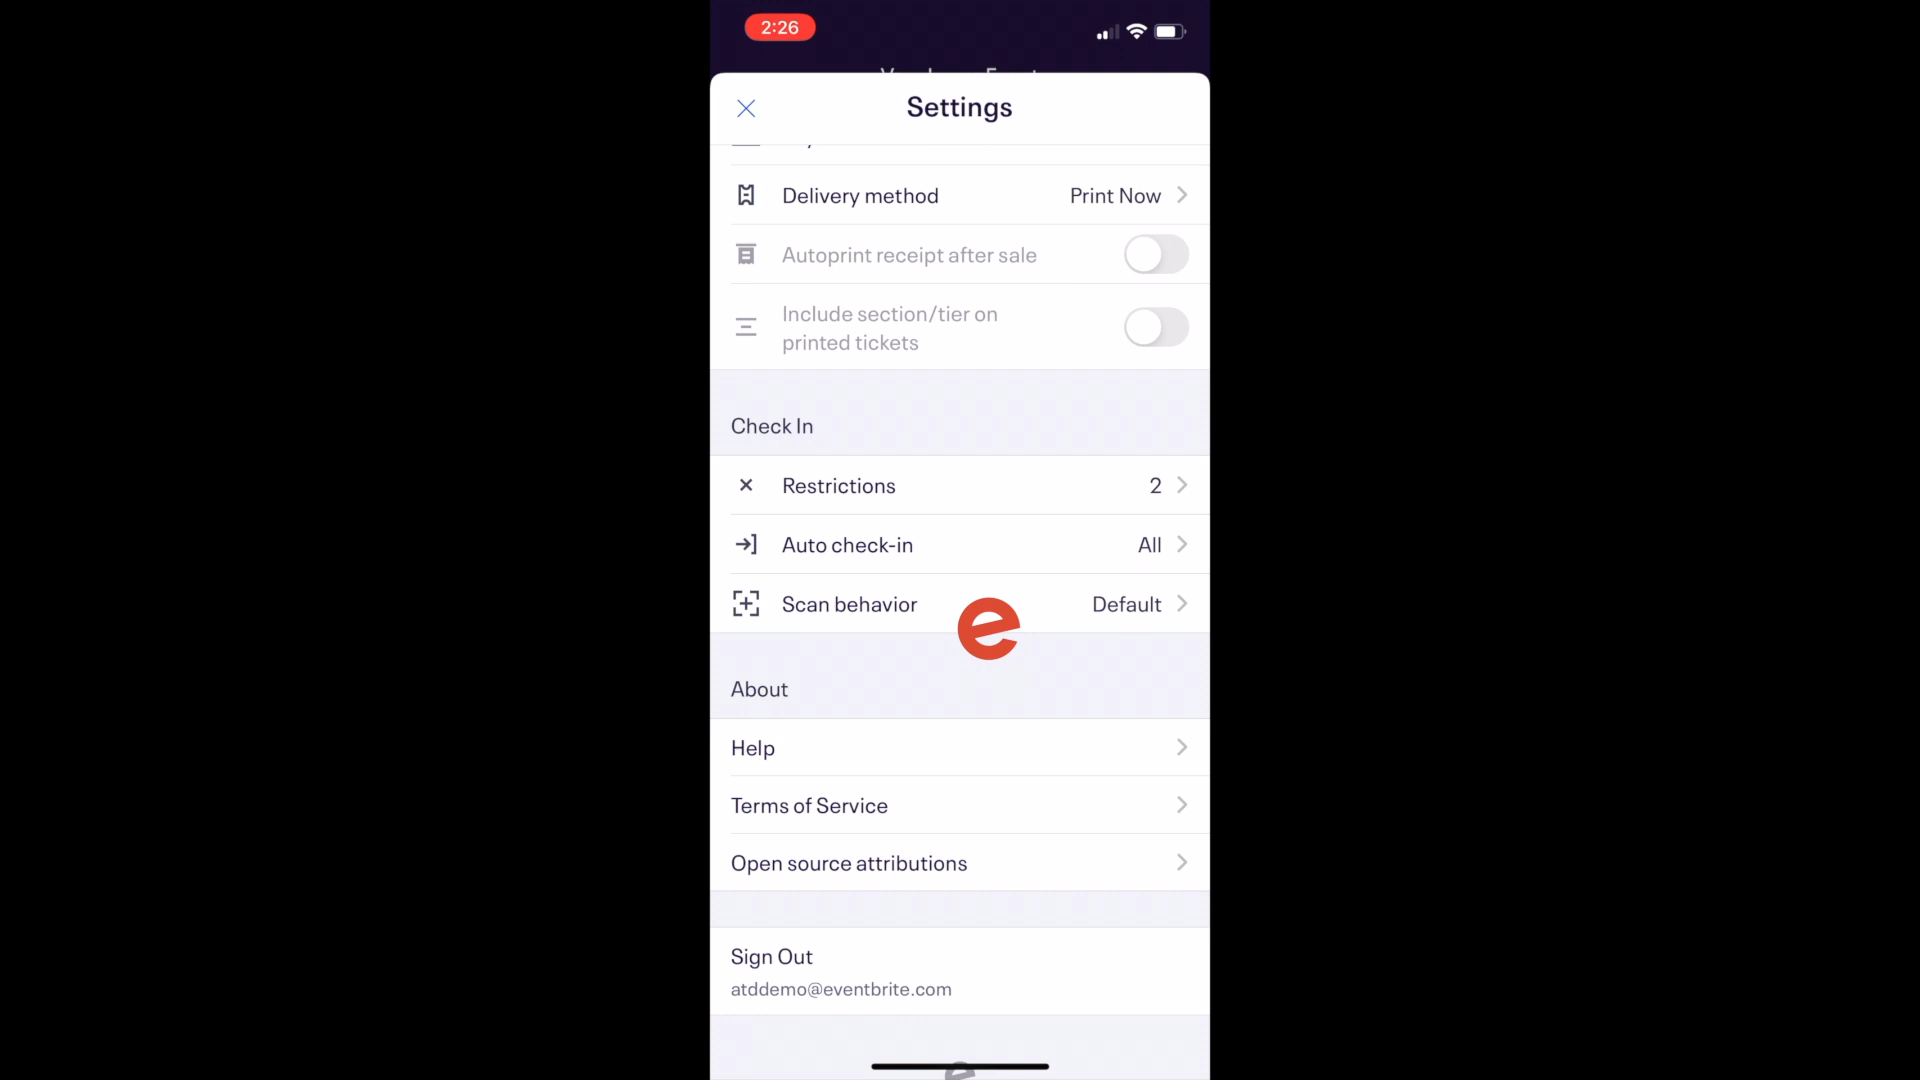 2:26
Settings
Delivery method
Print Now
Autoprint receipt after sale
Include section/tier on
printed tickets
Check In
Restrictions
2
Auto check-in
All
Scan behavior
Default
e
About
Help
Terms of Service
Open source attributions
Sign Out
atddemo@eventbrite.com